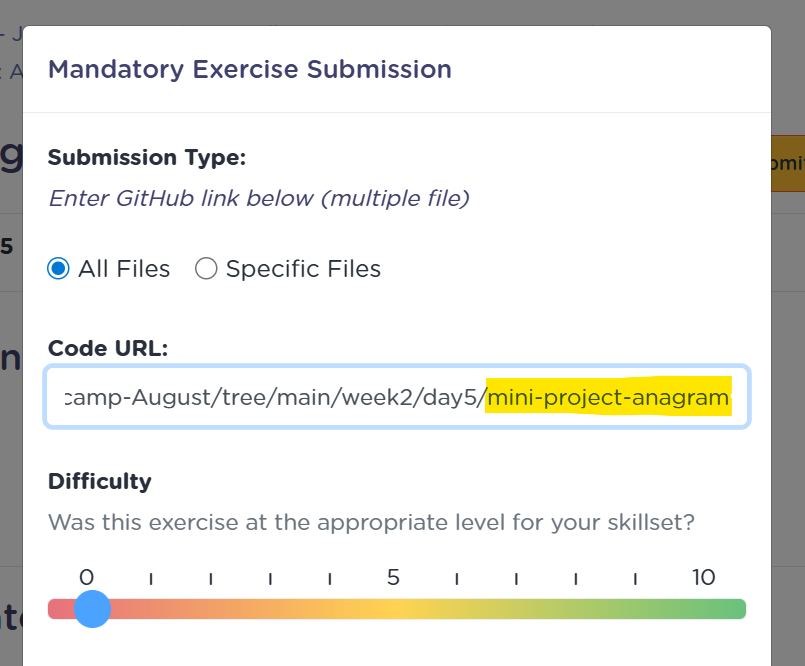 - J
: A
Mandatory Exercise Submission
g
Submission Type:
Enter GitHub link below (multiple file)
5
All Files
Specific Files
n
Code URL:
camp-August/tree/main/week2/day5/mini-project-anagram
Difficulty
Was this exercise at the appropriate level for your skillset?
0 5 10